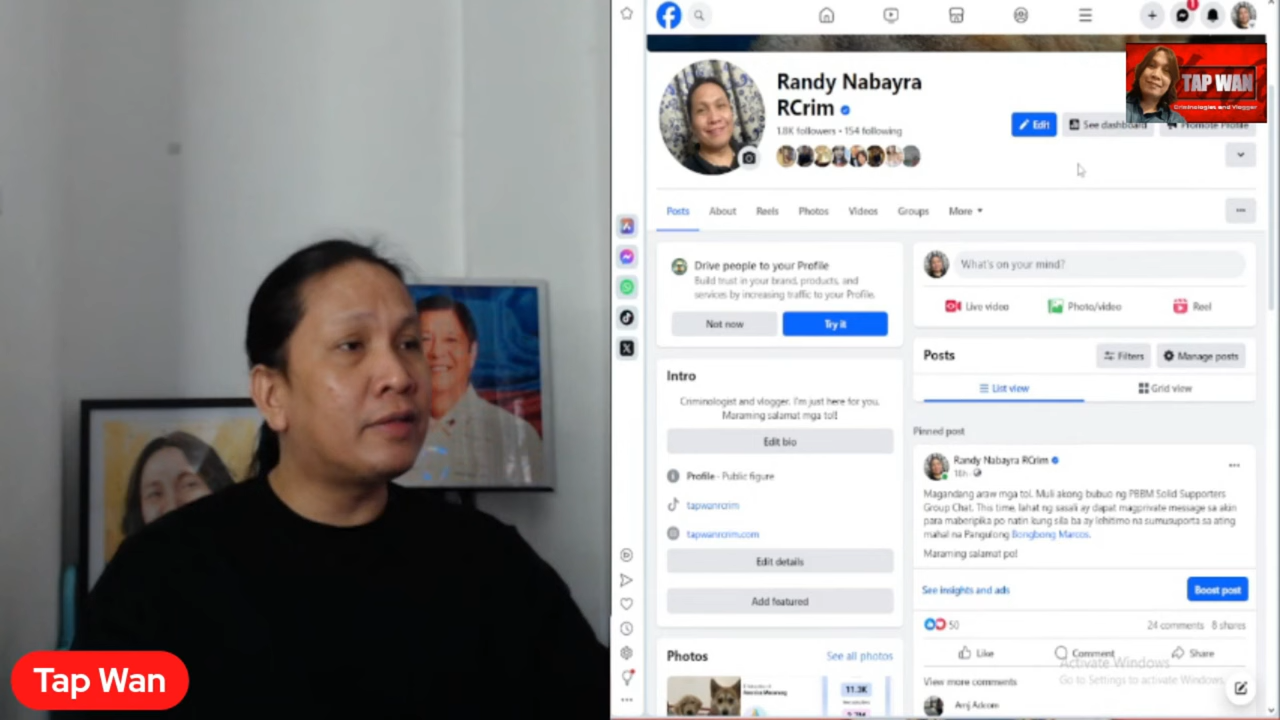 Randy Nabayra
RCrim
1.8K followers • 154 following
Edit
See dashboard
Promote Profile
TAP WAN
Criminologist and Vlogger
Posts
About
Reels
Photos
Videos
Groups
More
Drive people to your Profile
Build trust in your brand, products, and
services by increasing traffic to your Profile.
Not now
Try it
What's on your mind?
Live video
Photo/video
Reel
Intro
Criminologist and vlogger. I'm just here for you.
Maraming salamat mga tol!
Edit bio
Profile · Public figure
tapwanrcrim
tapwanrcrim.com
Edit details
Add featured
Photos
See all photos
11.3K
Posts
Filters
Manage posts
List view
Grid view
Pinned post
Randy Nabayra RCrim
18h
Magandang araw mga tol. Muli akong bubuo ng PBBM Solid Supporters
Group Chat. This time, lahat ng sasali ay dapat magprivate message sa akin
para maberipika po natin kung sila ba ay lehitimo na sumusuporta sa ating
mahal na Pangulong Bongbong Marcos.
Maraming salamat po!
See insights and ads
Boost post
50
24 comments 8 shares
Like
Comment
Share
Activate Windows
Go to Settings to activate Windows.
View more comments
Amj Adcom
Tap Wan